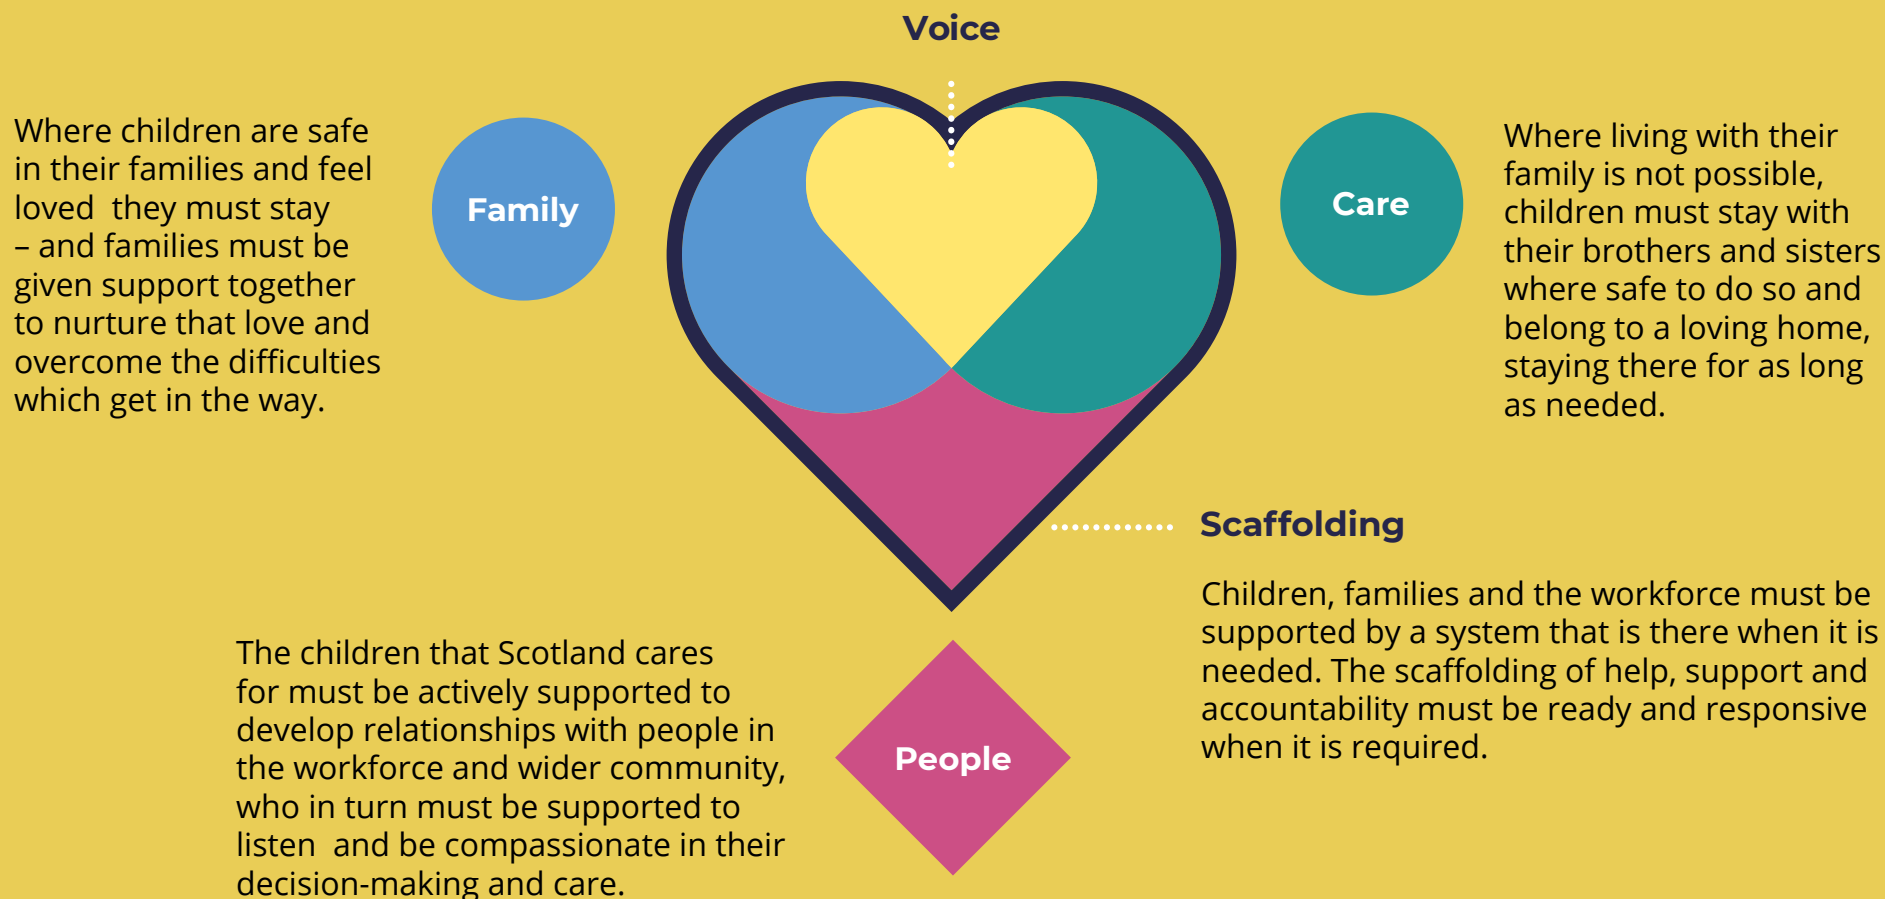 Voice
Where children are safe
in their families and feel
loved  they must stay
– and families must be
given support together
to nurture that love and
overcome the difficulties
which get in the way.
Family
Care
Where living with their
family is not possible,
children must stay with
their brothers and sisters
where safe to do so and
belong to a loving home,
staying there for as long
as needed.
Scaffolding
Children, families and the workforce must be
supported by a system that is there when it is
needed. The scaffolding of help, support and
accountability must be ready and responsive
when it is required.
The children that Scotland cares
for must be actively supported to
develop relationships with people in
the workforce and wider community,
who in turn must be supported to
listen  and be compassionate in their
decision-making and care.
People